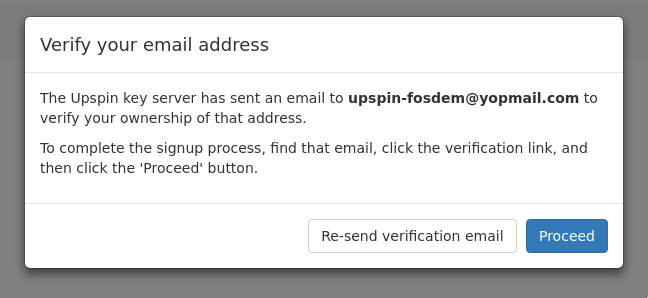 Verify your email address
The Upspin key server has sent an email to upspin-fosdem@yopmail.com to
verify your ownership of that address.
To complete the signup process, find that email, click the verification link, and
then click the 'Proceed' button.
Re-send verification email
Proceed